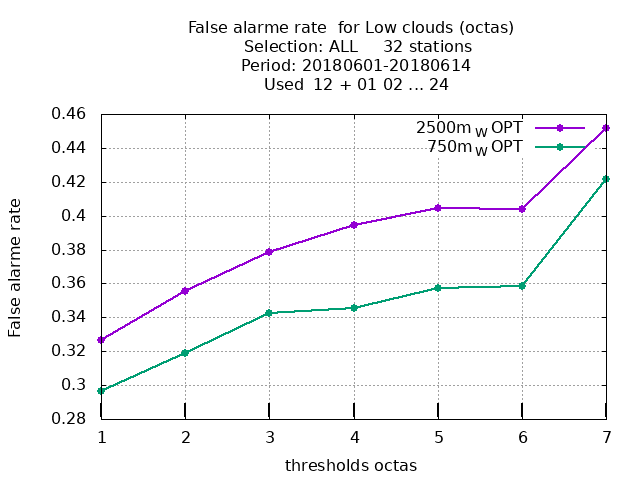 False alarme rate  for Low clouds (octas)
Selection: ALL     32 stations
Period: 20180601-20180614
Used  12 + 01 02 ... 24
0.46
0.44
0.42
0.4
0.38
0.36
0.34
0.32
0.3
0.28
False alarme rate
2500m W OPT
750m W OPT
1 2 3 4 5 6 7
thresholds octas